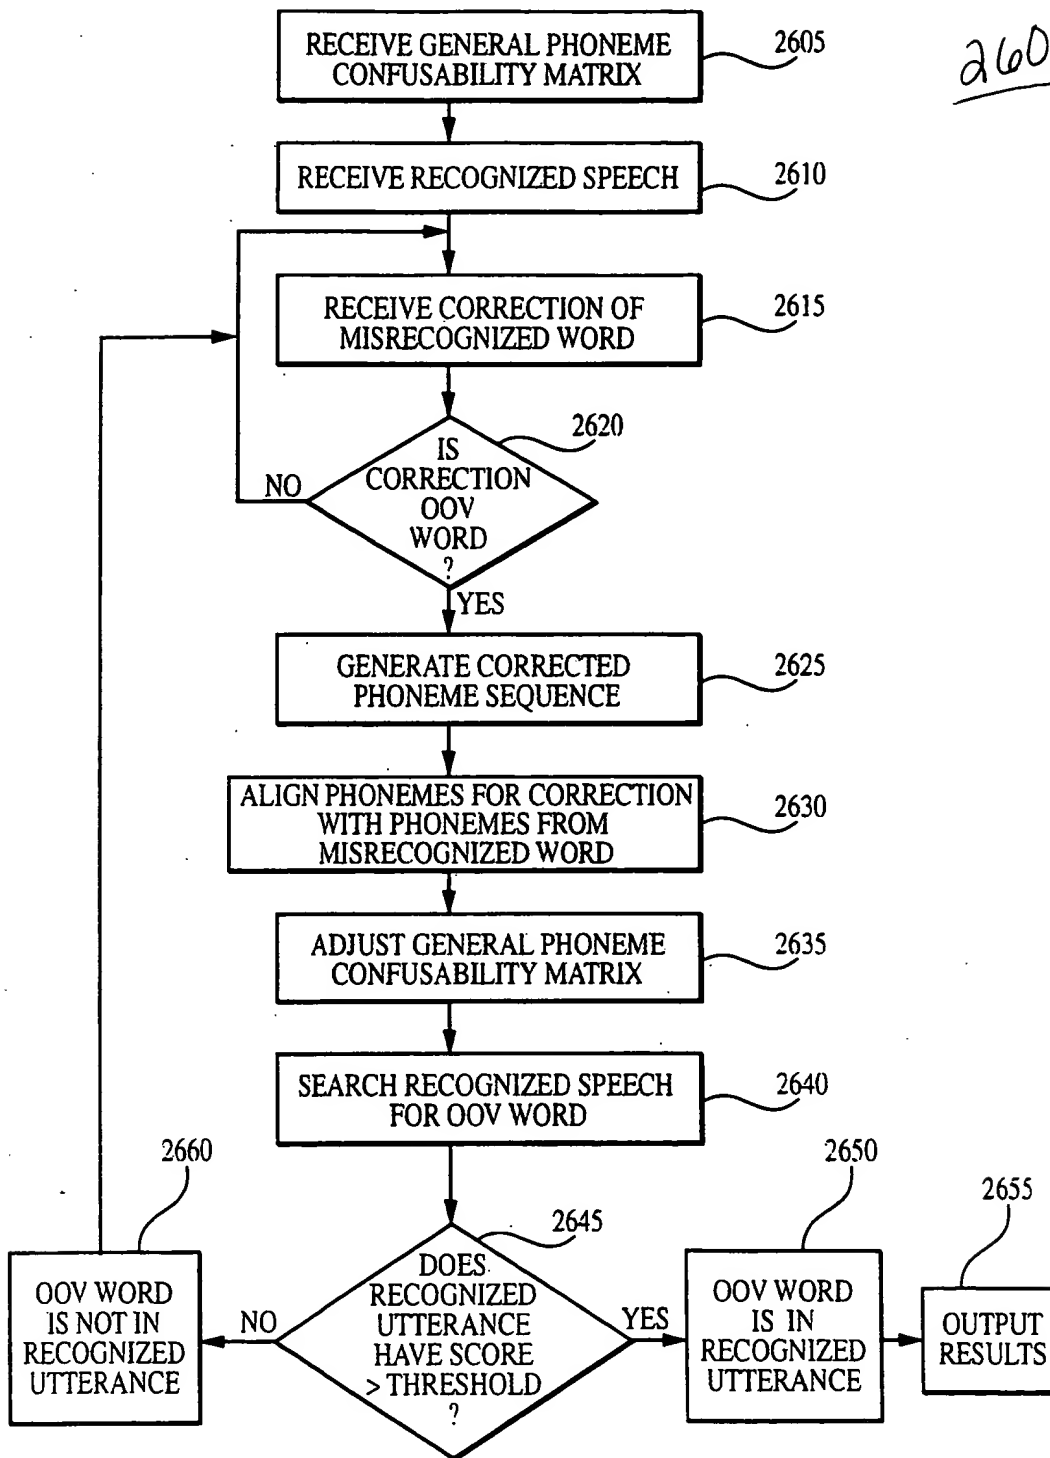 RECEIVE GENERAL PHONEME
CONFUSABILITY MATRIX
2605
260
RECEIVE RECOGNIZED SPEECH
2610
RECEIVE CORRECTION OF
MISRECOGNIZED WORD
2615
IS
CORRECTION
OOV
WORD
?
2620
NO
YES
GENERATE CORRECTED
PHONEME SEQUENCE
2625
ALIGN PHONEMES FOR CORRECTION
WITH PHONEMES FROM
MISRECOGNIZED WORD
2630
ADJUST GENERAL PHONEME
CONFUSABILITY MATRIX
2635
SEARCH RECOGNIZED SPEECH
FOR OOV WORD
2640
DOES
RECOGNIZED
UTTERANCE
HAVE SCORE
> THRESHOLD
?
2645
NO
YES
2660
OOV WORD
IS NOT IN
RECOGNIZED
UTTERANCE
2650
OOV WORD
IS IN
RECOGNIZED
UTTERANCE
2655
OUTPUT
RESULTS